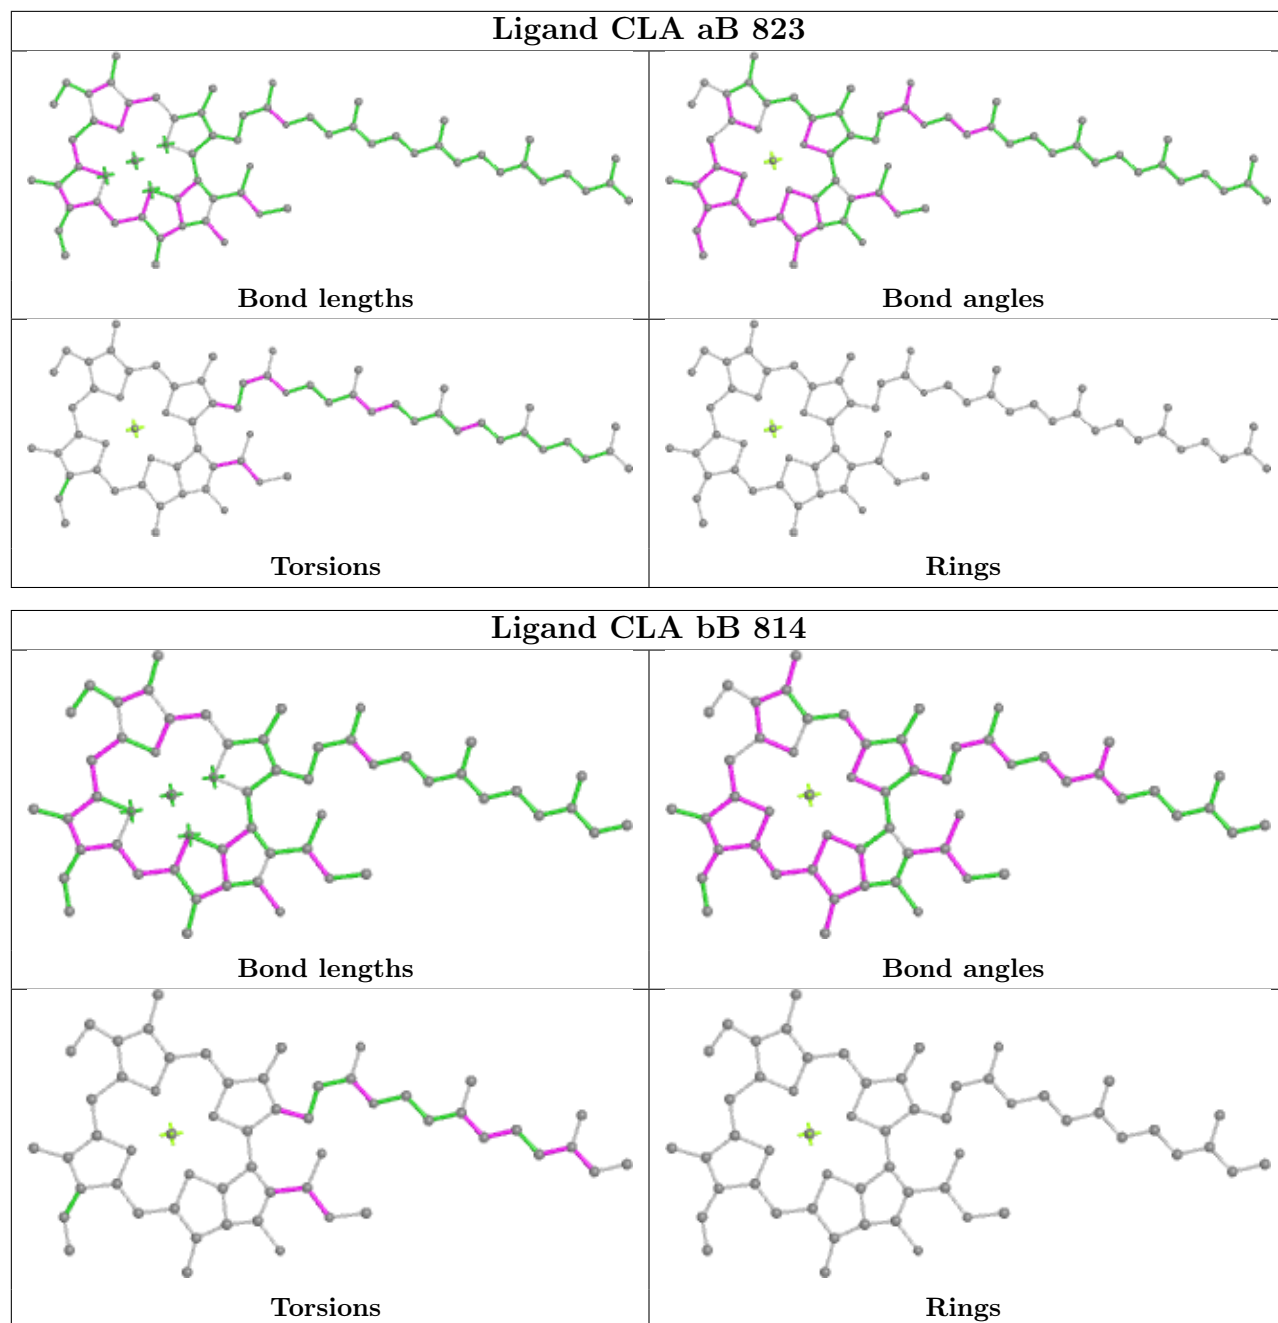 Ligand CLA aB 823
Bond lengths
Bond angles
Torsions
Rings
Ligand CLA bB 814
Bond lengths
Bond angles
Torsions
Rings